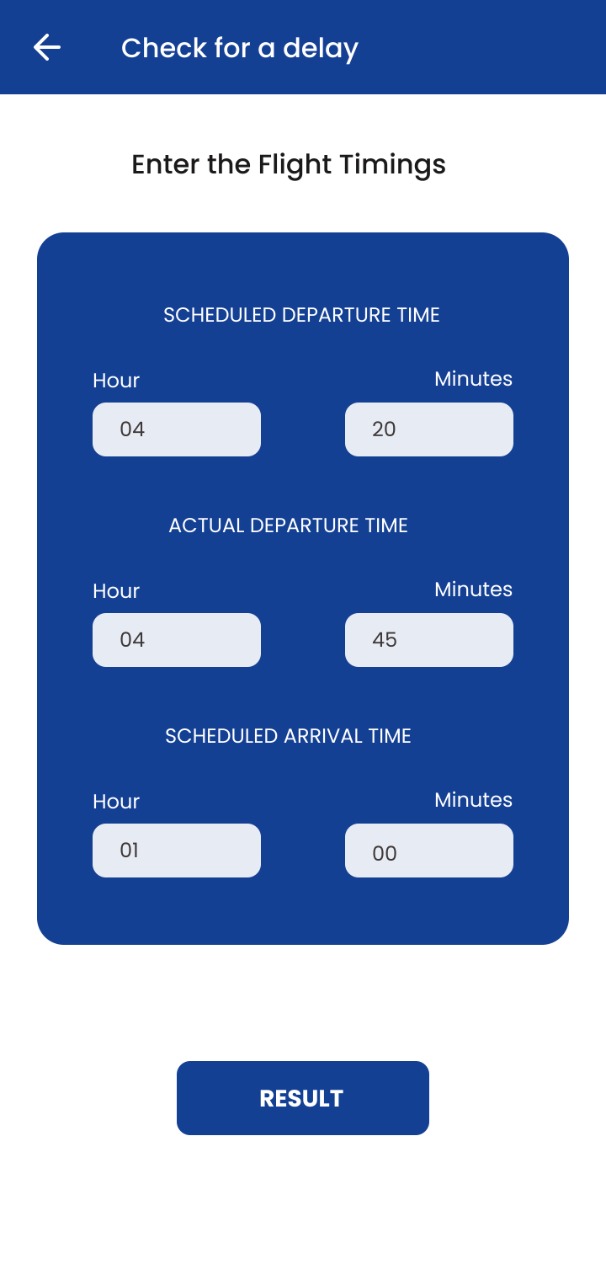 Check for a delay
Enter the Flight Timings
SCHEDULED DEPARTURE TIME
Hour Minutes
04 20
ACTUAL DEPARTURE TIME
Hour Minutes
04 45
SCHEDULED ARRIVAL TIME
Hour Minutes
01 00
RESULT